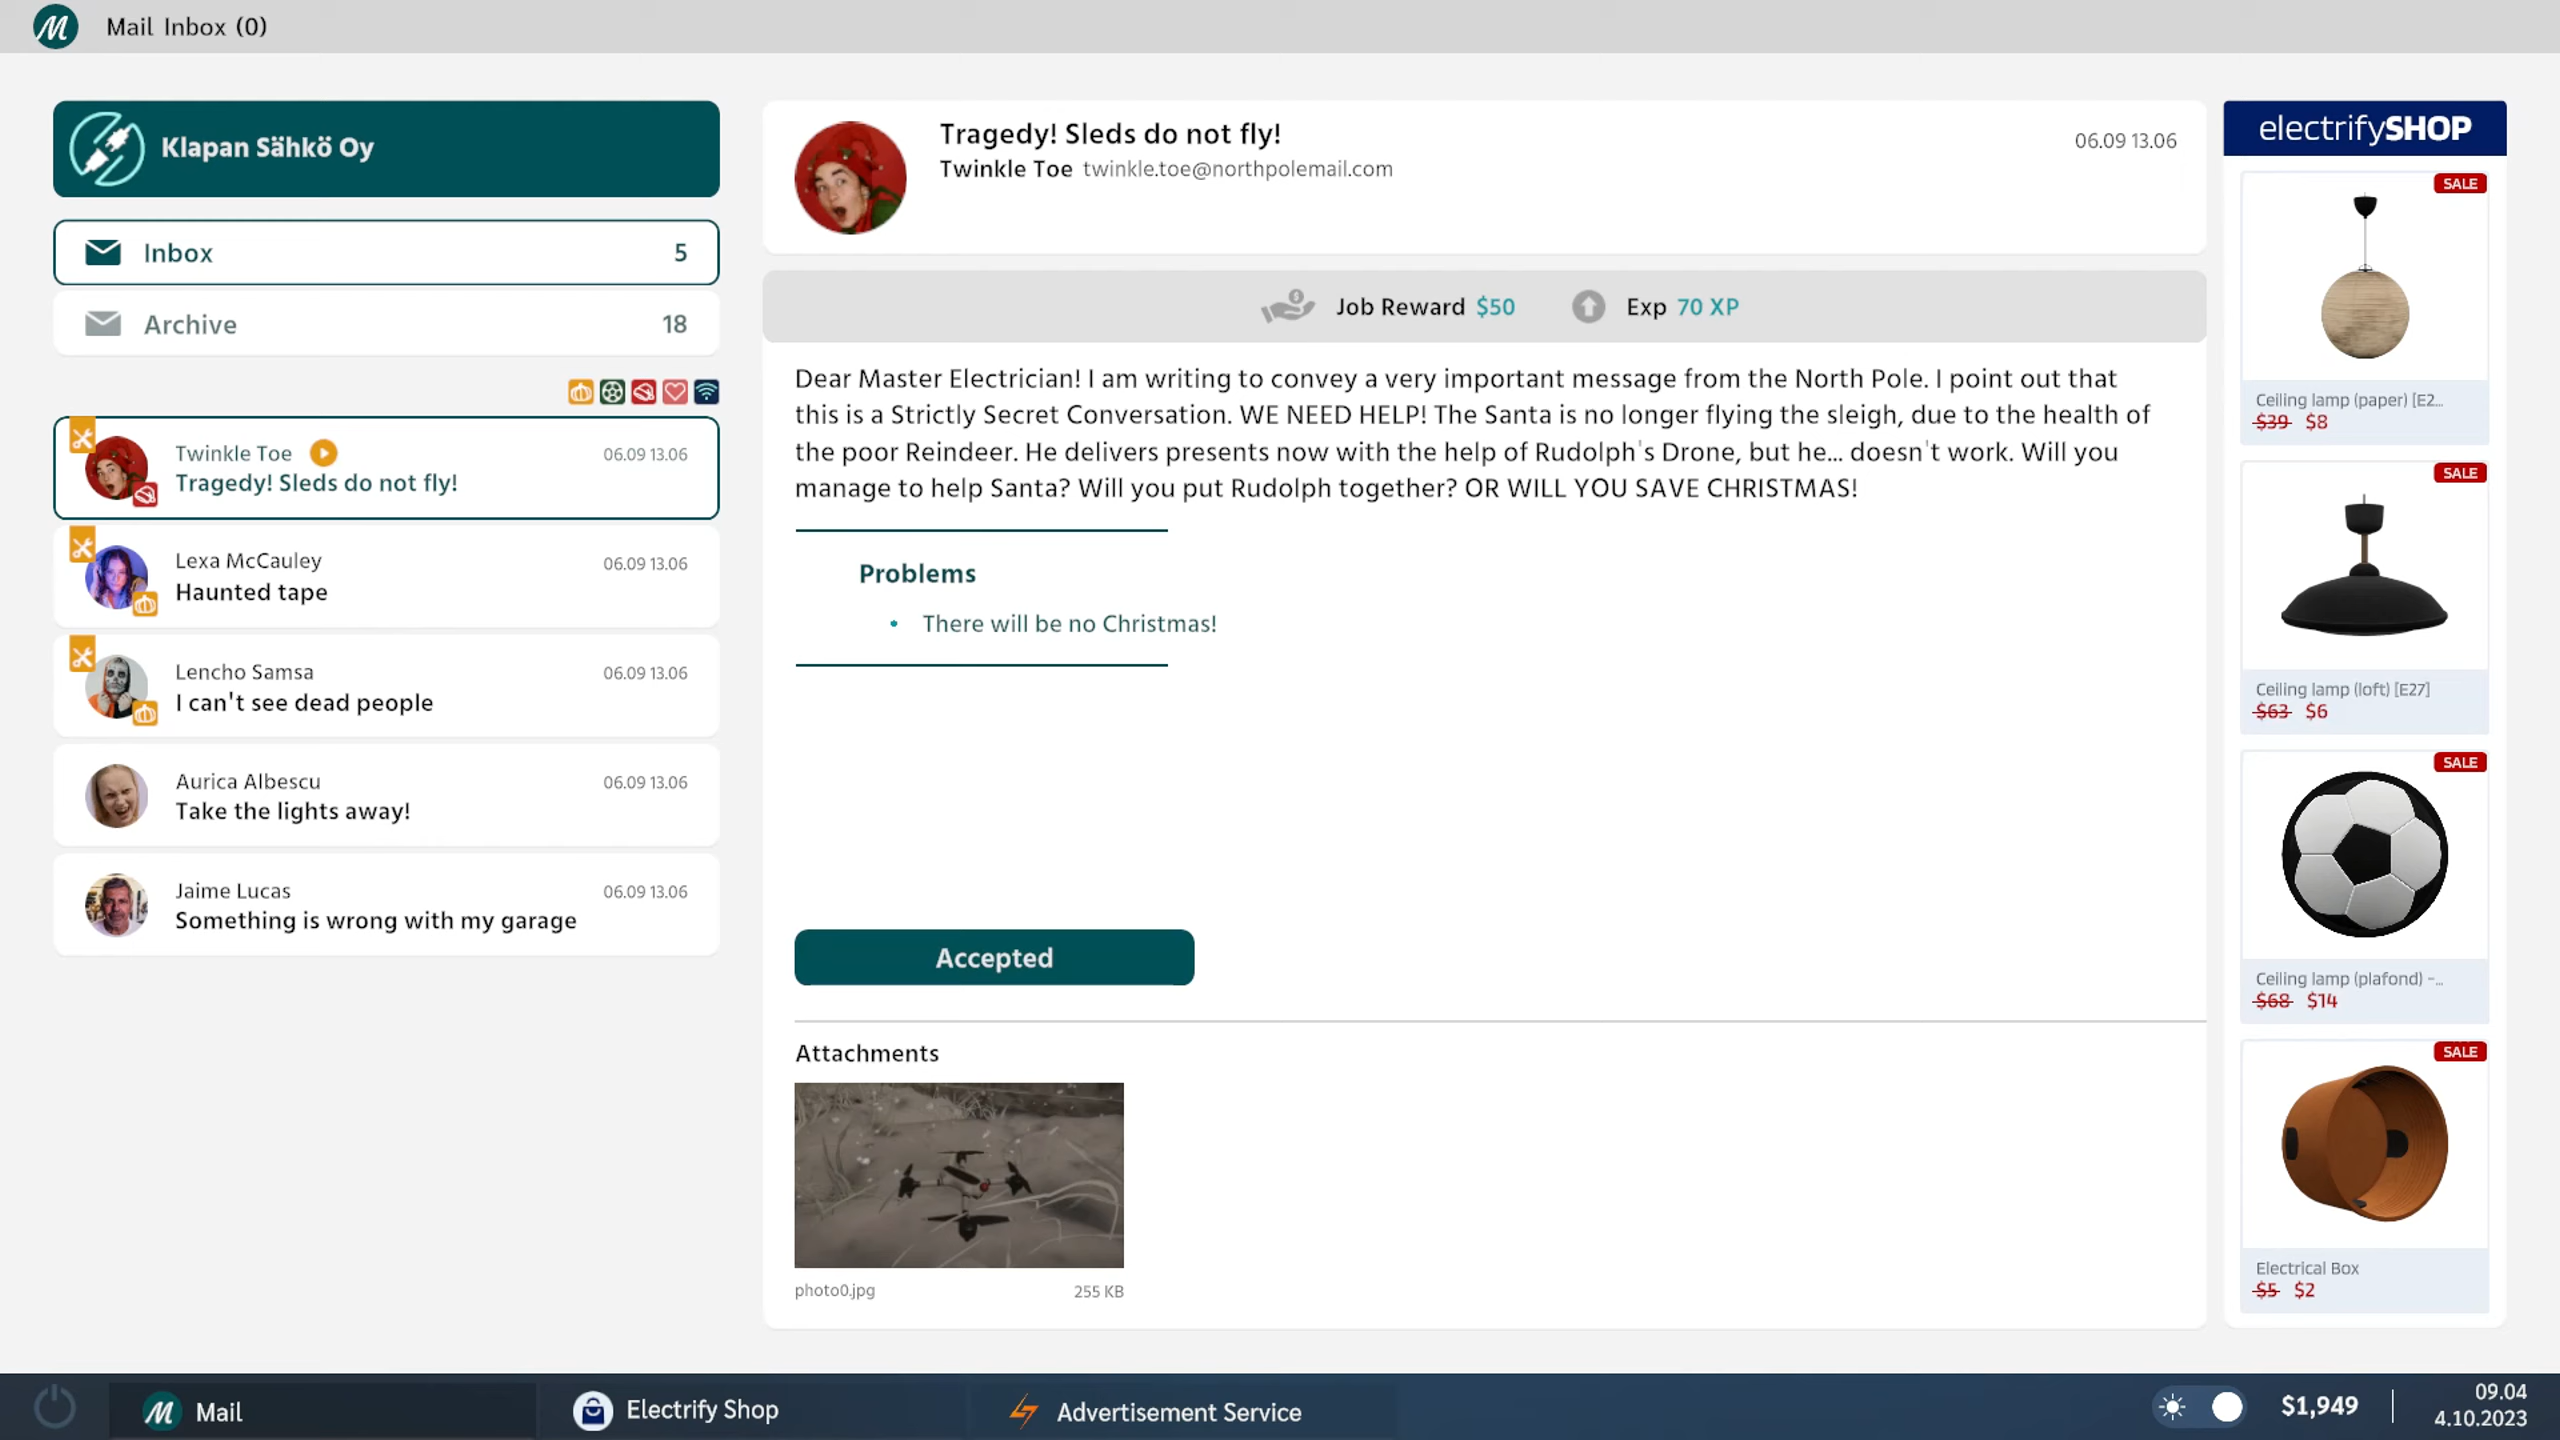 Mail Inbox (0)
Klapan Sähkö Oy
Inbox 5
Archive 18
Twinkle Toe 06.09 13.06
Tragedy! Sleds do not fly!
Lexa McCauley 06.09 13.06
Haunted tape
Lencho Samsa 06.09 13.06
I can't see dead people
Aurica Albescu 06.09 13.06
Take the lights away!
Jaime Lucas 06.09 13.06
Something is wrong with my garage
Tragedy! Sleds do not fly! 06.09 13.06
Twinkle Toe twinkle.toe@northpolemail.com
Job Reward $50 Exp 70 XP
Dear Master Electrician! I am writing to convey a very important message from the North Pole. I point out that
this is a Strictly Secret Conversation. WE NEED HELP! The Santa is no longer flying the sleigh, due to the health of
the poor Reindeer. He delivers presents now with the help of Rudolph's Drone, but he... doesn't work. Will you
manage to help Santa? Will you put Rudolph together? OR WILL YOU SAVE CHRISTMAS!
Problems
• There will be no Christmas!
Accepted
Attachments
photo0.jpg 255 KB
electrifySHOP
SALE
Ceiling lamp (paper) [E2...
$39 $8
SALE
Ceiling lamp (loft) [E27]
$63 $6
SALE
Ceiling lamp (plafond) -...
$68 $14
SALE
Electrical Box
$5 $2
Mail
Electrify Shop
Advertisement Service
$1,949
09.04
4.10.2023